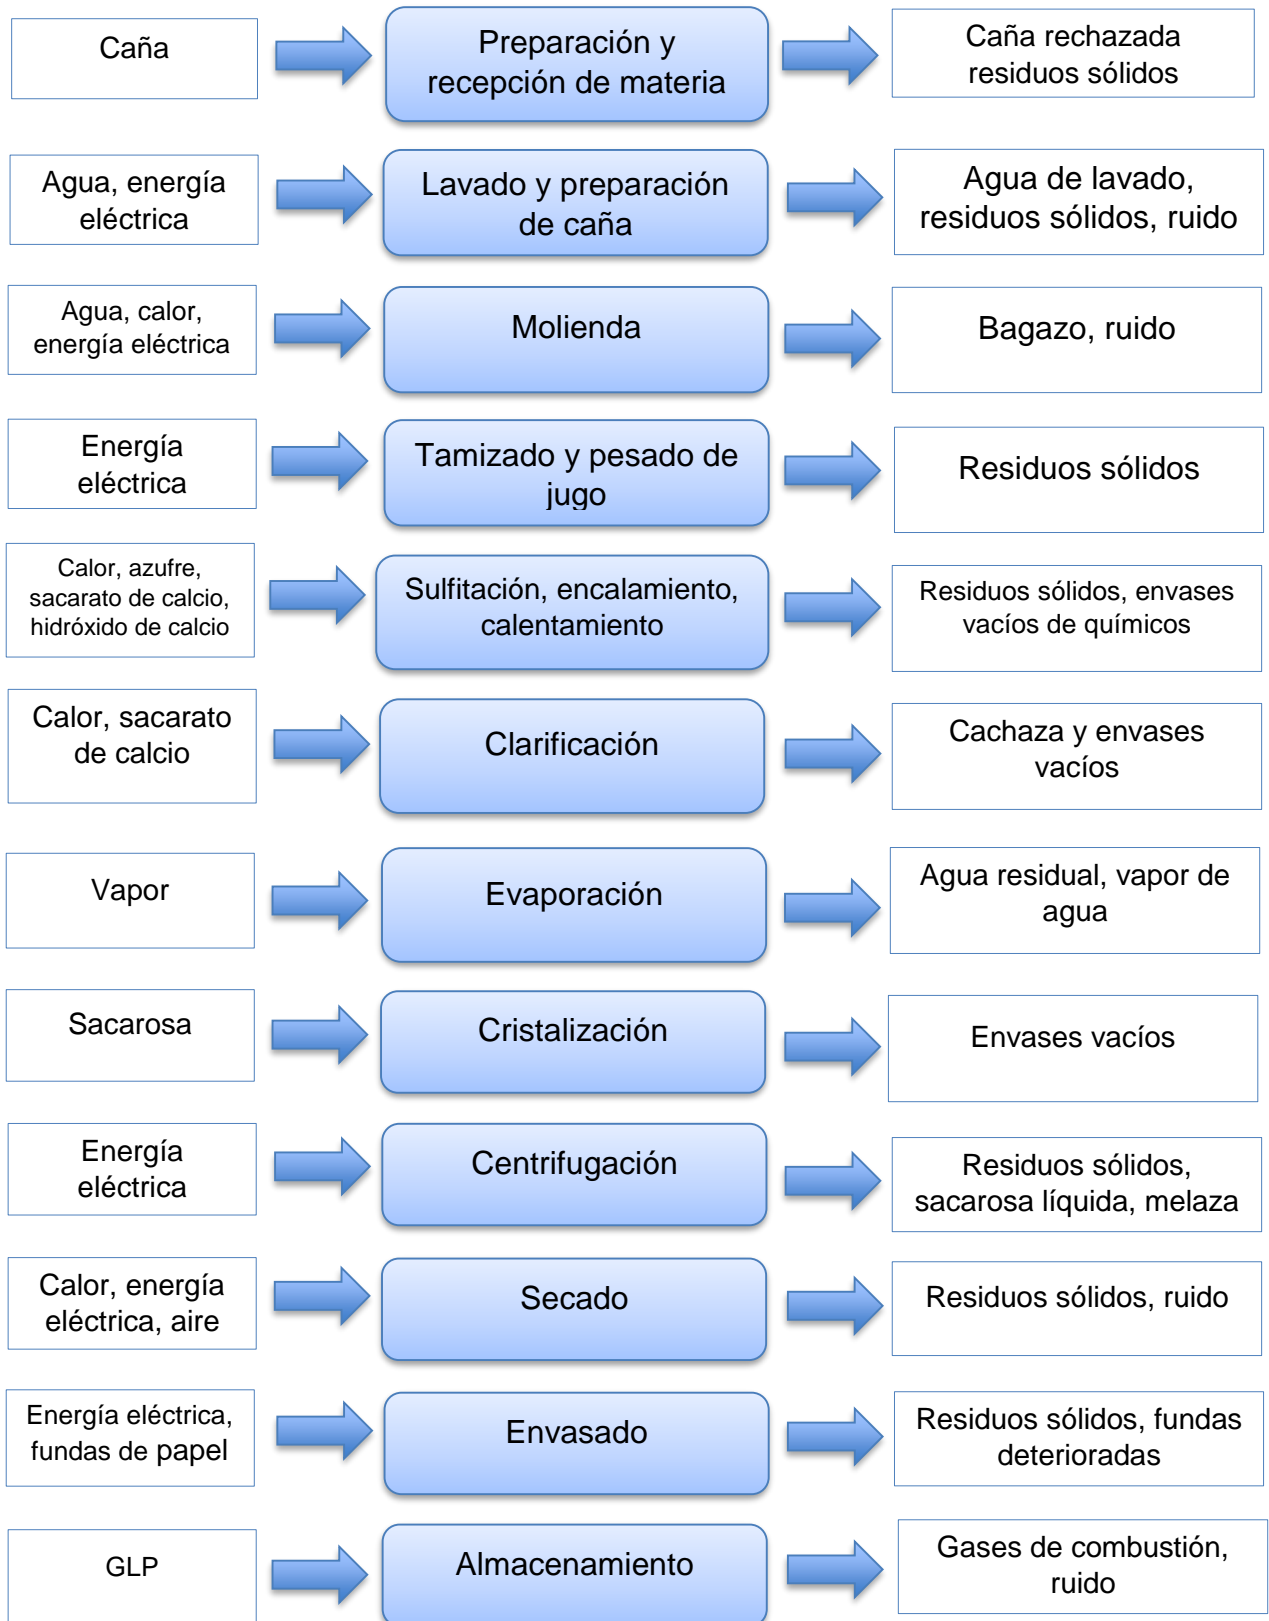 Caña
Preparación y
recepción de materia
Caña rechazada
residuos sólidos
Agua, energía
eléctrica
Lavado y preparación
de caña
Agua de lavado,
residuos sólidos, ruido
Agua, calor,
energía eléctrica
Molienda
Bagazo, ruido
Energía
eléctrica
Tamizado y pesado de
jugo
Residuos sólidos
Calor, azufre,
sacarato de calcio,
hidróxido de calcio
Sulfitación, encalamiento,
calentamiento
Residuos sólidos, envases
vacíos de químicos
Calor, sacarato
de calcio
Clarificación
Cachaza y envases
vacíos
Vapor
Evaporación
Agua residual, vapor de
agua
Sacarosa
Cristalización
Envases vacíos
Energía
eléctrica
Centrifugación
Residuos sólidos,
sacarosa líquida, melaza
Calor, energía
eléctrica, aire
Secado
Residuos sólidos, ruido
Energía eléctrica,
fundas de papel
Envasado
Residuos sólidos, fundas
deterioradas
GLP
Almacenamiento
Gases de combustión,
ruido